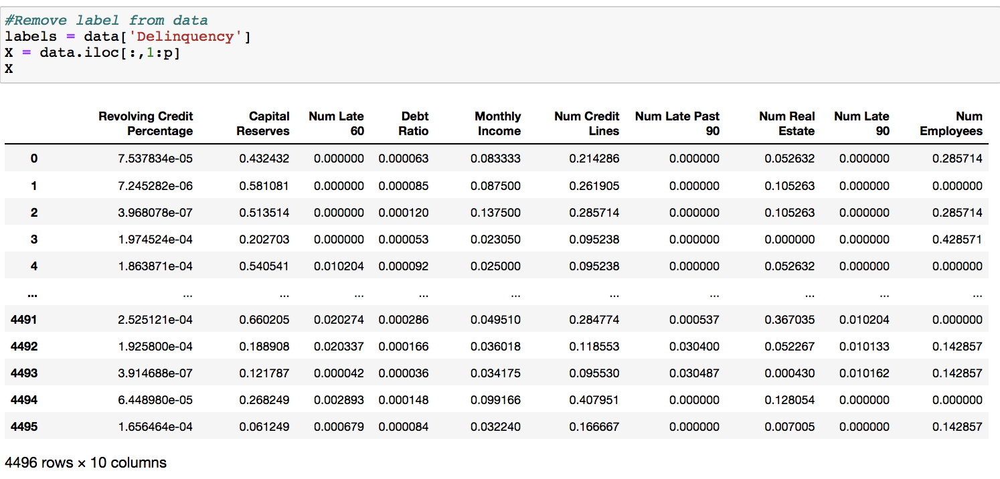 #Remove label from data
labels = data['Delinquency']
X = data.iloc[:,1:p]
X
Revolving Credit Percentage Capital Reserves Num Late 60 Debt Ratio Monthly Income Num Credit Lines Num Late Past 90 Num Real Estate Num Late 90 Num Employees
0 7.537834e-05 0.432432 0.000000 0.000063 0.083333 0.214286 0.000000 0.052632 0.000000 0.285714
1 7.245282e-06 0.581081 0.000000 0.000085 0.087500 0.261905 0.000000 0.105263 0.000000 0.000000
2 3.968078e-07 0.513514 0.000000 0.000120 0.137500 0.285714 0.000000 0.105263 0.000000 0.285714
3 1.974524e-04 0.202703 0.000000 0.000053 0.023050 0.095238 0.000000 0.000000 0.000000 0.428571
4 1.863871e-04 0.540541 0.010204 0.000092 0.025000 0.095238 0.000000 0.052632 0.000000 0.000000
... ... ... ... ... ... ... ... ... ... ...
4491 2.525121e-04 0.660205 0.020274 0.000286 0.049510 0.284774 0.000537 0.367035 0.010204 0.000000
4492 1.925800e-04 0.188908 0.020337 0.000166 0.036018 0.118553 0.030400 0.052267 0.010133 0.142857
4493 3.914688e-07 0.121787 0.000042 0.000036 0.034175 0.095530 0.030487 0.000430 0.010162 0.142857
4494 6.448980e-05 0.268249 0.002893 0.000148 0.099166 0.407951 0.000000 0.128054 0.000000 0.000000
4495 1.656464e-04 0.061249 0.000679 0.000084 0.032240 0.166667 0.000000 0.007005 0.000000 0.142857
4496 rows × 10 columns